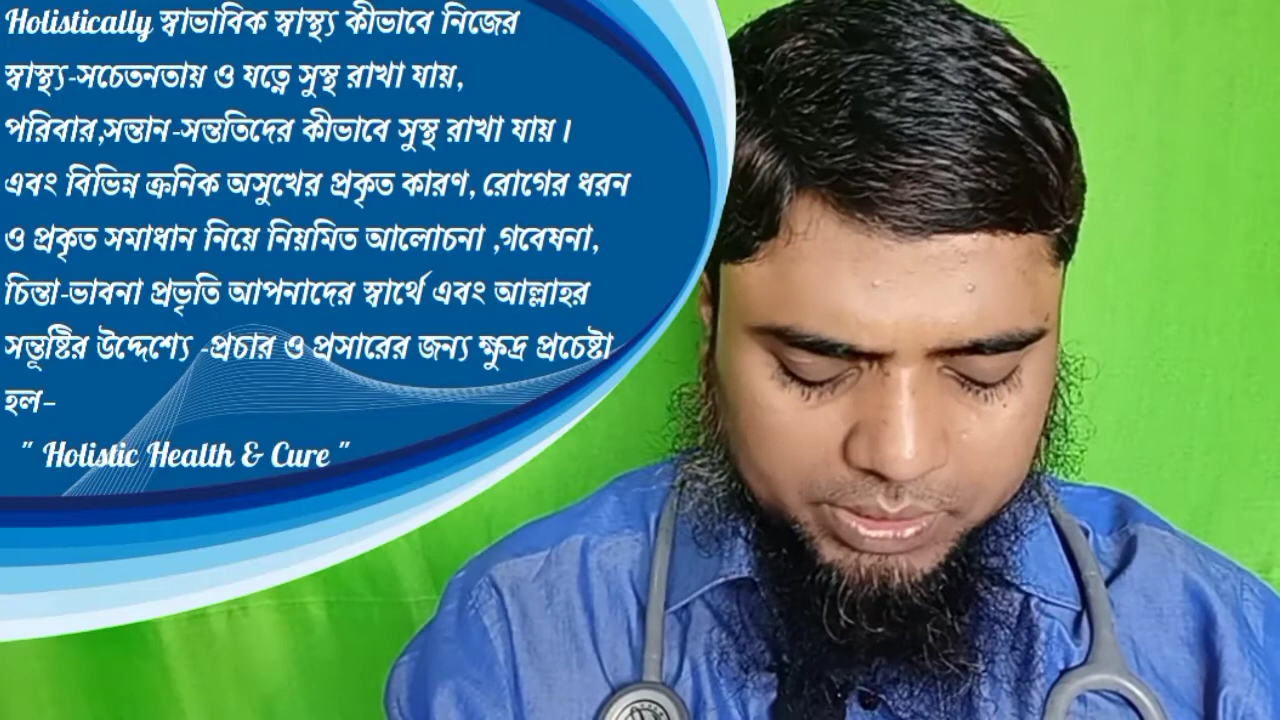 Holistically স্বাভাবিক স্বাস্থ্য কীভাবে নিজের
স্বাস্থ্য-সচেতনতায় ও যত্নে সুস্থ রাখা যায়,
পরিবার,সন্তান-সন্ততিদের কীভাবে সুস্থ রাখা যায়।
এবং বিভিন্ন ক্রনিক অসুখের প্রকৃত কারণ, রোগের ধরন
ও প্রকৃত সমাধান নিয়ে নিয়মিত আলোচনা ,গবেষনা,
চিন্তা-ভাবনা প্রভৃতি আপনাদের স্বার্থে এবং আল্লাহর
সন্তূষ্টির উদ্দেশ্যে -প্রচার ও প্রসারের জন্য ক্ষুদ্র প্রচেষ্টা
হল-
" Holistic Health & Cure "